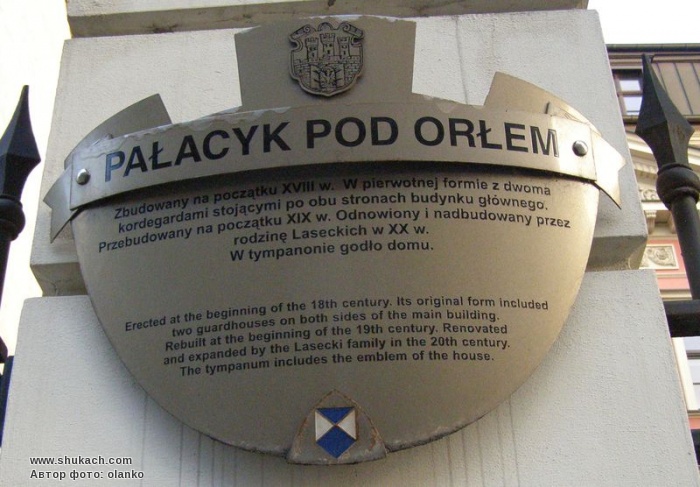 PAŁACYK POD ORŁEM
Zbudowany na początku XVIII w. W pierwotnej formie z dwoma
kordegardami stojącymi po obu stronach budynku głównego.
Przebudowany na początku XIX w. Odnowiony i nadbudowany przez
rodzinę Laseckich w XX w.
W tympanonie godło domu.
Erected at the beginning of the 18th century. Its original form included
two guardhouses on both sides of the main building.
Rebuilt at the beginning of the 19th century. Renovated
and expanded by the Lasecki family in the 20th century.
The tympanum includes the emblem of the house.
www.shukach.com
Автор фото: olanko